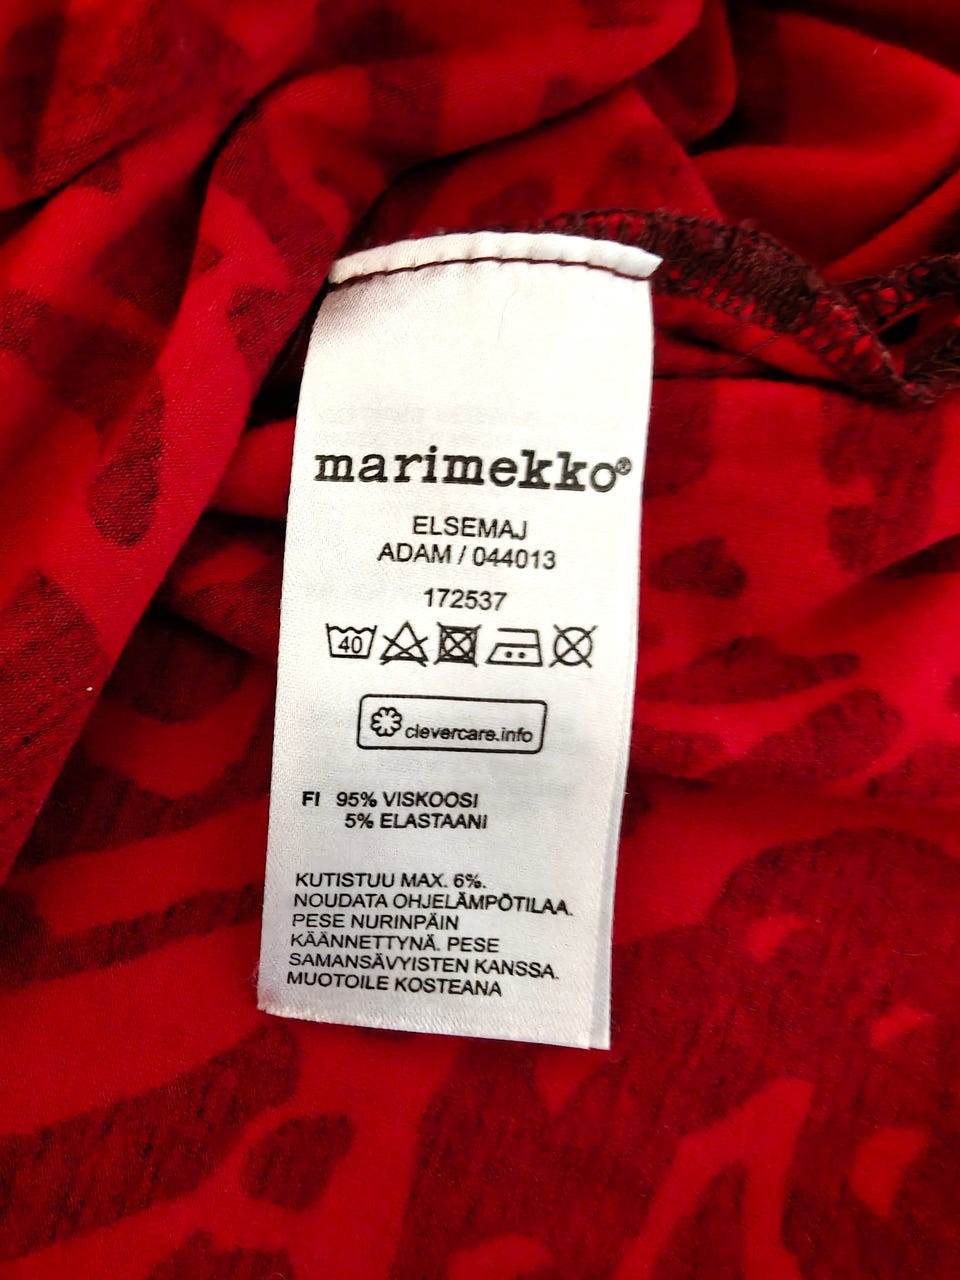 marimekko®
ELSEMAJ
ADAM / 044013
172537
40
clevercare.info
FI 95% VISKOOSI
5% ELASTAANI
KUTISTUU MAX. 6%.
NOUDATA OHJELÄMPÖTILAA.
PESE NURINPÄIN
KÄÄNNETTYNÄ. PESE
SAMANSÄVYISTEN KANSSA.
MUOTOILE KOSTEANA